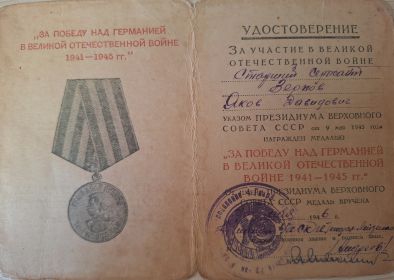 „ЗА ПОБЕДУ НАД ГЕРМАНИЕЙ
В ВЕЛИКОЙ ОТЕЧЕСТВЕННОЙ ВОЙНЕ
1941—1945 гг.“
УДОСТОВЕРЕНИЕ
ЗА УЧАСТИЕ В ВЕЛИКОЙ
ОТЕЧЕСТВЕННОЙ ВОЙНЕ
Старший Сержант
Яков Давидович
УКАЗОМ ПРЕЗИДИУМА ВЕРХОВНОГО
СОВЕТА СССР от 9 мая 1945 года
НАГРАЖДЕН МЕДАЛЬЮ
„ЗА ПОБЕДУ НАД ГЕРМАНИЕЙ
В ВЕЛИКОЙ ОТЕЧЕСТВЕННОЙ
ВОЙНЕ 1941—1945 гг.“
ПРЕЗИДИУМА ВЕРХОВНОГО
СССР МЕДАЛЬ ВРУЧЕНА
1946 г.